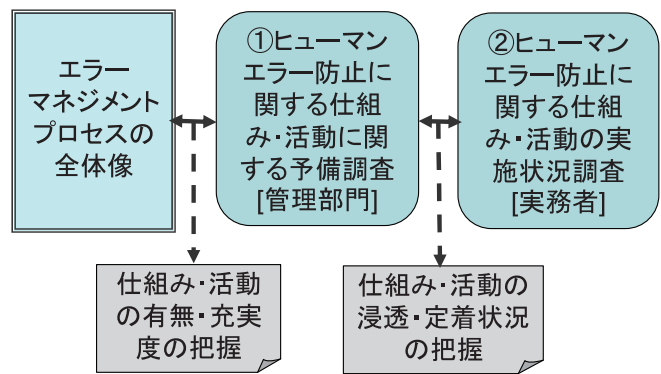 エラー
マネジメント
プロセスの
全体像
①ヒューマン
エラー防止に
関する仕組
み・活動に関
する予備調査
[管理部門]
②ヒューマン
エラー防止に
関する仕組
み・活動の実
施状況調査
[実務者]
仕組み・活動
の有無・充実
度の把握
仕組み・活動の
浸透・定着状況
の把握